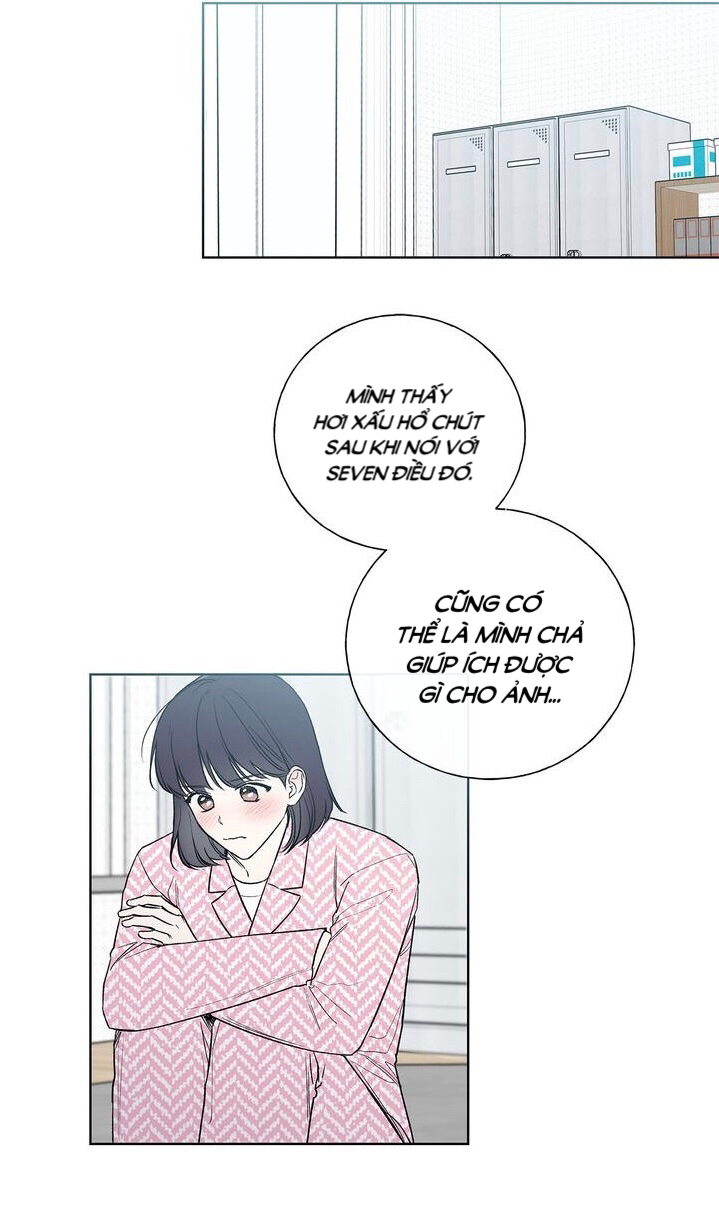 MÌNH THẤY
HƠI XẤU HỔ CHÚT
SAU KHI NÓI VỚI
SEVEN ĐIỀU ĐÓ.
CŨNG CÓ
THỂ LÀ MÌNH CHẢ
GIÚP ÍCH ĐƯỢC
GÌ CHO ẢNH...